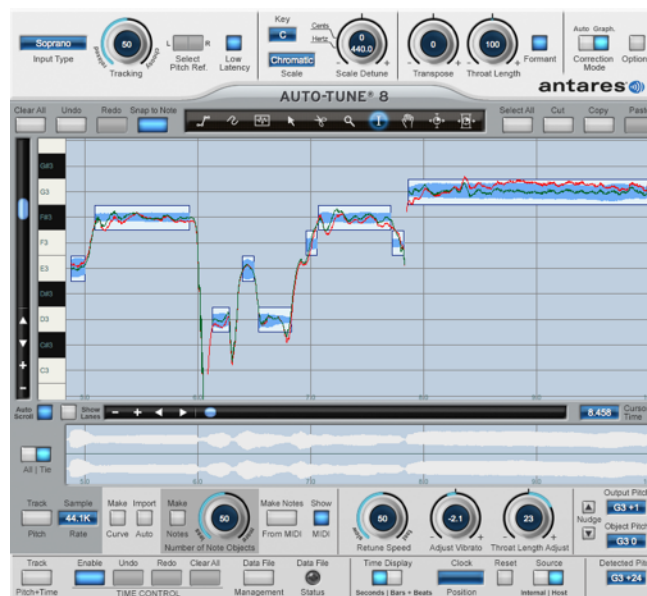 Soprano
Input Type
50
relaxed
choosy
Tracking
L R
Select
Pitch Ref.
Low
Latency
Key
C
Chromatic
Scale
Cents
Hertz
0
440.0
- +
Scale Detune
0
- +
Transpose
100
- +
Throat Length
Formant
Auto Graph.
Correction
Mode
Option
antares
AUTO-TUNE® 8
Clear All
Undo
Redo
Snap to Note
Select All
Cut
Copy
Paste
G#3
G3
F#3
F3
E3
D#3
D3
C#3
C3
Auto
Scroll
Show
Lanes
- +
8.458
Cursor
Time
All | Tie
Track
Pitch
Sample
44.1K
Rate
Make
Curve
Import
Auto
Make
Notes
50
Number of Note Objects
Make Notes
From MIDI
Show
MIDI
50
Retune Speed
-2.1
- +
Adjust Vibrato
23
- +
Throat Length Adjust
Nudge
Output Pitch
G3 +1
Object Pitch
G3 0
Track
Pitch+Time
Enable
Undo
Redo
Clear All
TIME CONTROL
Data File
Management
Data File
Status
Time Display
Seconds | Bars + Beats
Clock
Position
Reset
Source
Internal | Host
Detected Pitch
G3 +24